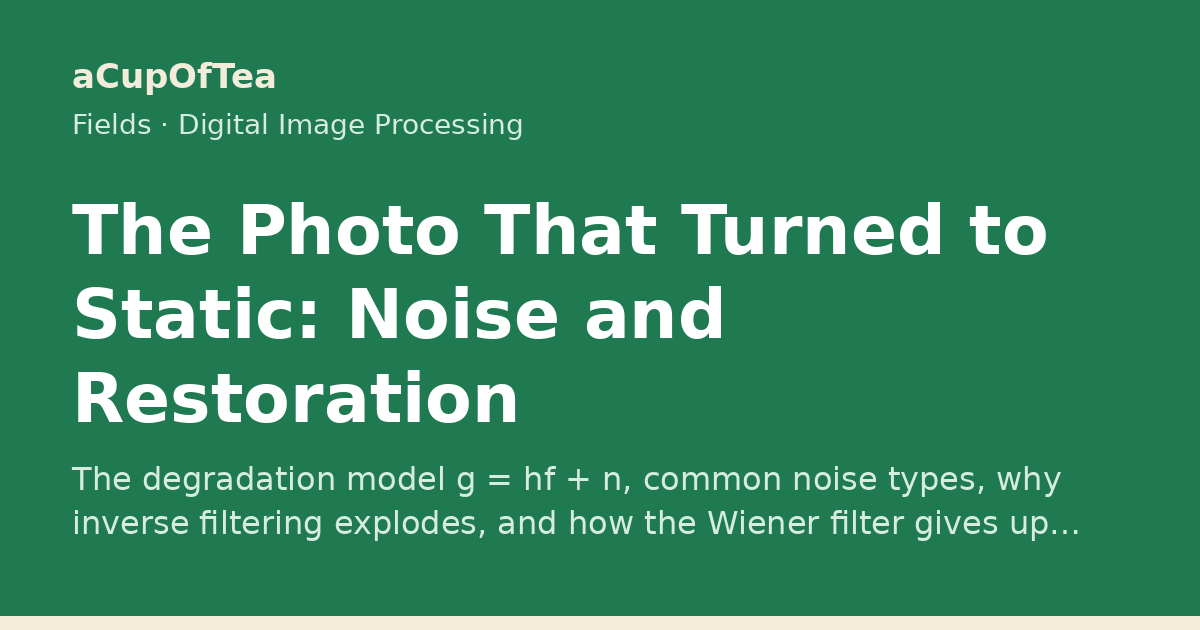 aCupOfTea
Fields · Digital Image Processing
The Photo That Turned to
Static: Noise and
Restoration
The degradation model g = hf + n, common noise types, why
inverse filtering explodes, and how the Wiener filter gives up…